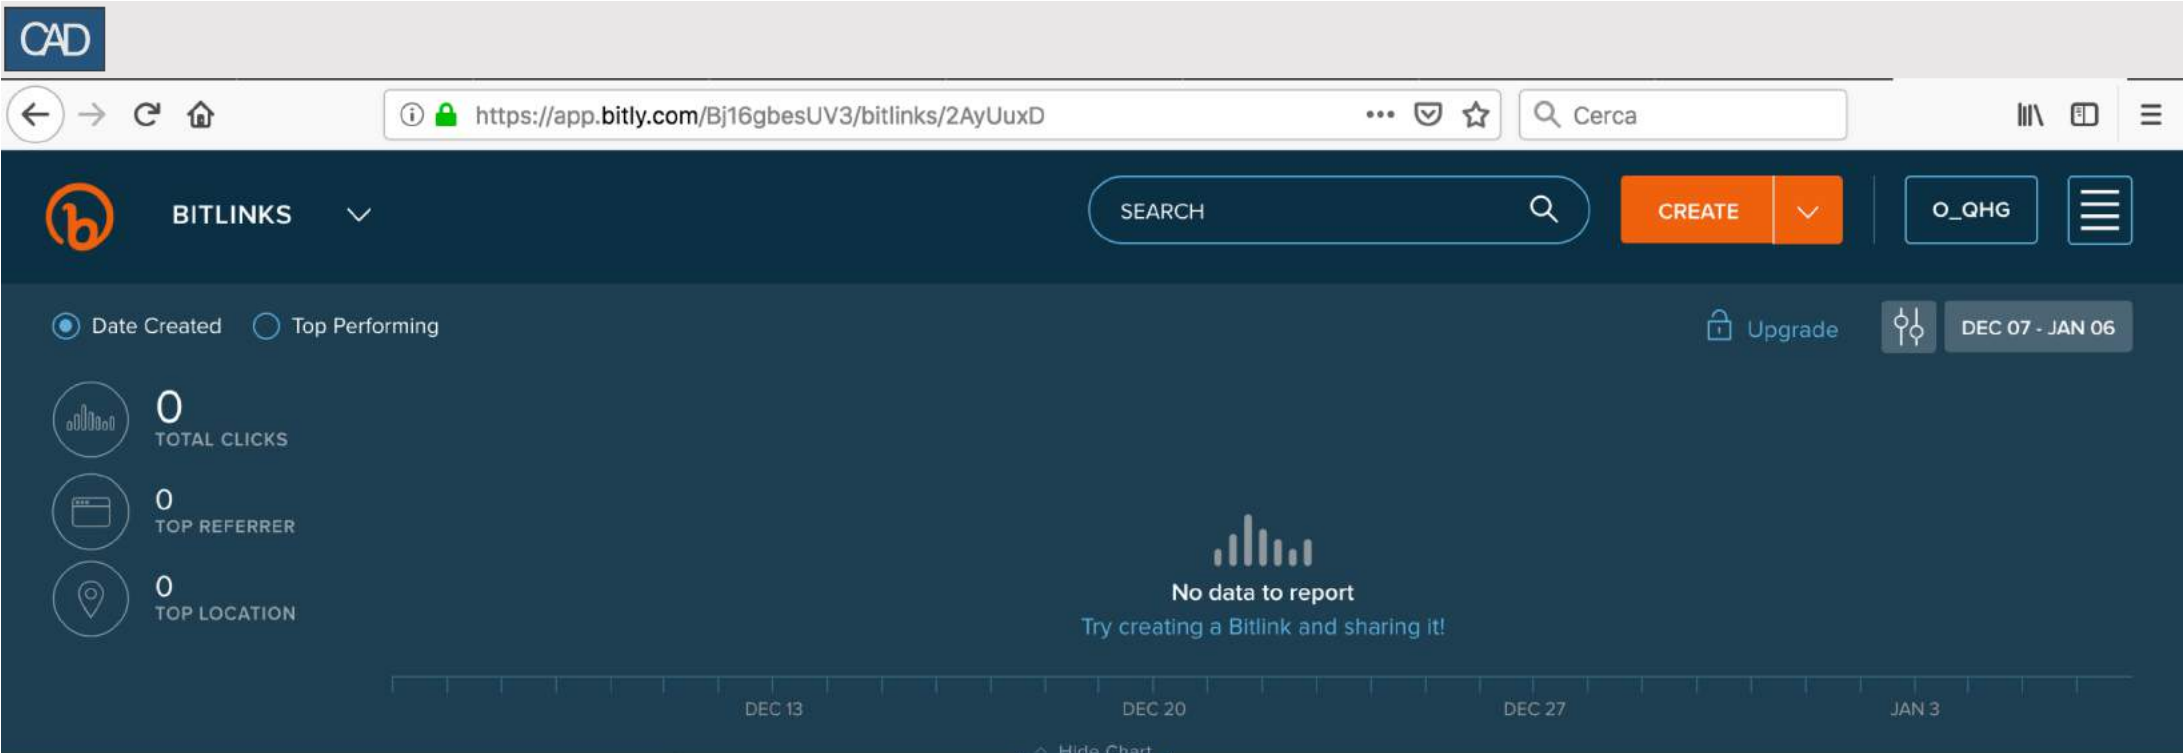 CAD
https://app.bitly.com/Bj16gbesUV3/bitlinks/2AyUuxD
Cerca
BITLINKS
SEARCH
CREATE
O_QHG
Date Created
Top Performing
Upgrade
DEC 07 - JAN 06
0
TOTAL CLICKS
0
TOP REFERRER
0
TOP LOCATION
No data to report
Try creating a Bitlink and sharing it!
DEC 13 DEC 20 DEC 27 JAN 3
Hide Chart